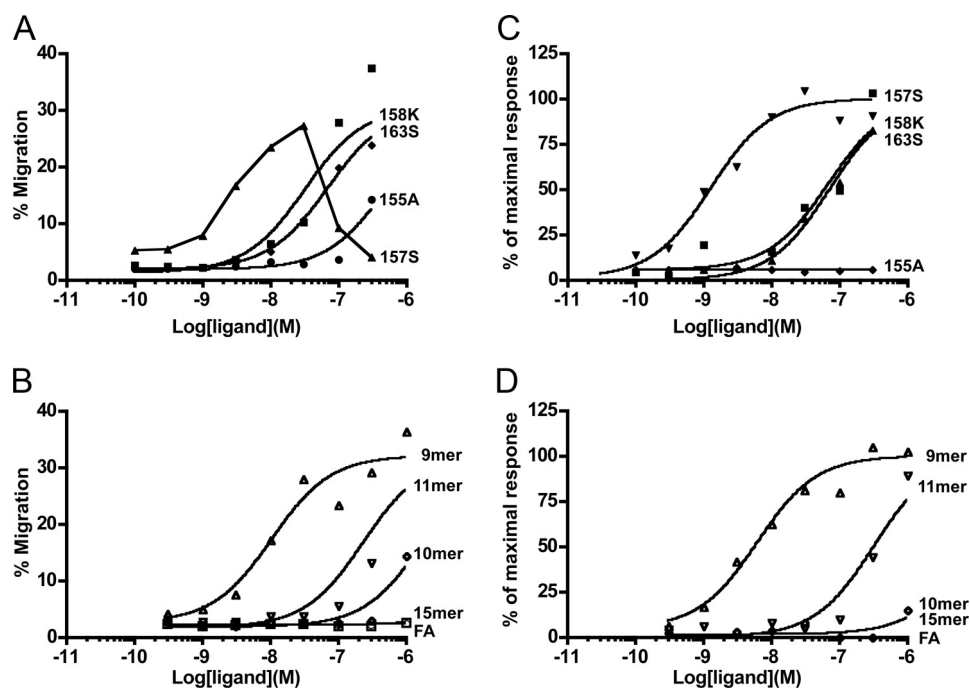 A
% Migration
40
30
20
10
0
-11
-10
-9
-8
-7
-6
Log[ligand](M)
158K
163S
155A
157S
C
% of maximal response
125
100
75
50
25
0
-11
-10
-9
-8
-7
-6
Log[ligand](M)
157S
158K
163S
155A
B
% Migration
40
30
20
10
0
-11
-10
-9
-8
-7
-6
Log[ligand](M)
9mer
11mer
10mer
15mer
FA
D
% of maximal response
125
100
75
50
25
0
-11
-10
-9
-8
-7
-6
Log[ligand](M)
9mer
11mer
10mer
15mer
FA